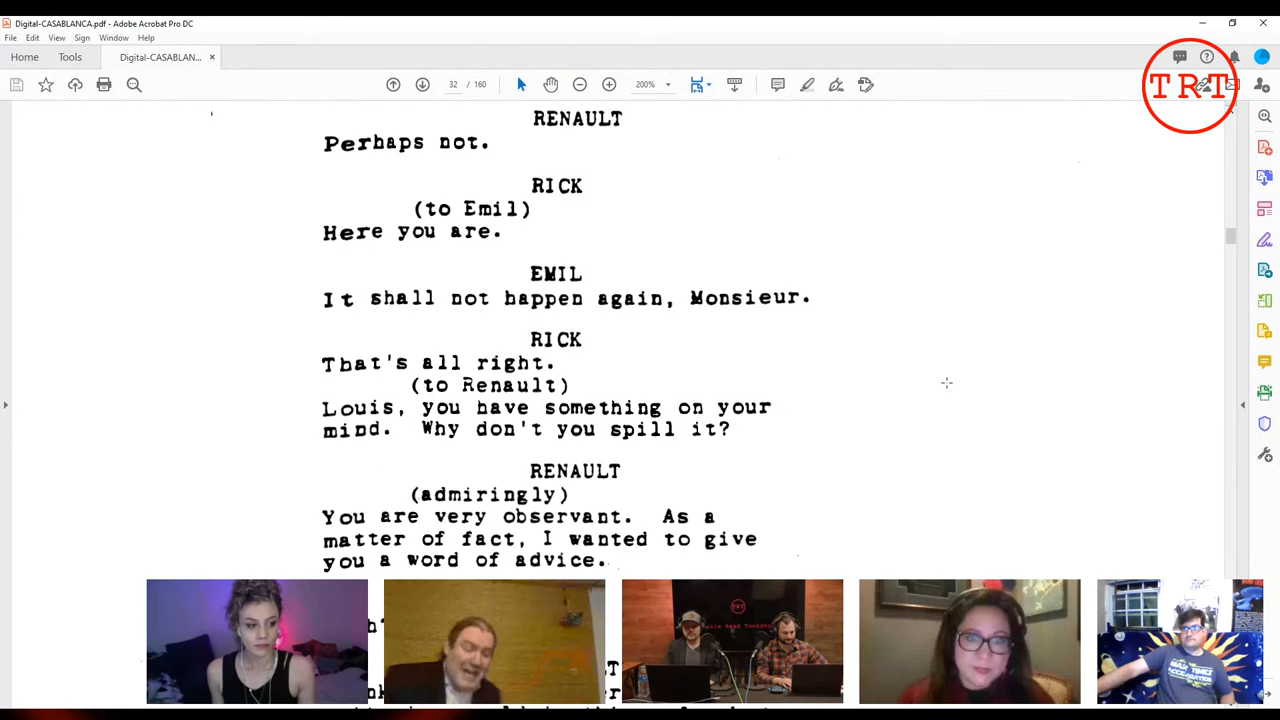 Digital-CASABLANCA.pdf - Adobe Acrobat Pro DC
File Edit View Sign Window Help
Home Tools Digital-CASABLAN... ×
32 / 160 200%
TRT
RENAULT
Perhaps not.
RICK
(to Emil)
Here you are.
EMIL
It shall not happen again, Monsieur.
RICK
That's all right.
(to Renault)
Louis, you have something on your
mind. Why don't you spill it?
RENAULT
(admiringly)
You are very observant. As a
matter of fact, I wanted to give
you a word of advice.
TRT